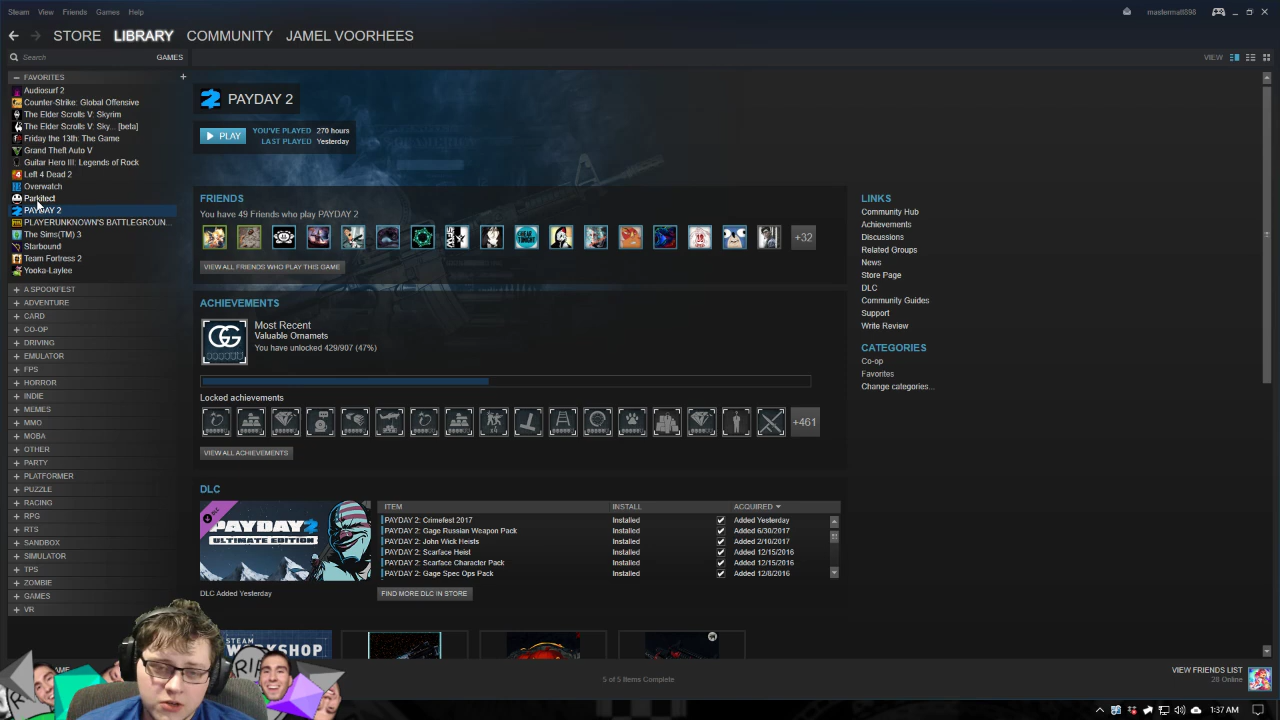 Steam View Friends Games Help
mastermatt898
STORE LIBRARY COMMUNITY JAMEL VOORHEES
Search GAMES
VIEW
FAVORITES
Audiosurf 2
Counter-Strike: Global Offensive
The Elder Scrolls V: Skyrim
The Elder Scrolls V: Sky... [beta]
Friday the 13th: The Game
Grand Theft Auto V
Guitar Hero III: Legends of Rock
Left 4 Dead 2
Overwatch
Parkitect
PAYDAY 2
PLAYERUNKNOWN'S BATTLEGROUN...
The Sims(TM) 3
Starbound
Team Fortress 2
Yooka-Laylee
A SPOOKFEST
ADVENTURE
CARD
CO-OP
DRIVING
EMULATOR
FPS
HORROR
INDIE
MEMES
MMO
MOBA
OTHER
PARTY
PLATFORMER
PUZZLE
RACING
RPG
RTS
SANDBOX
SIMULATOR
TPS
ZOMBIE
GAMES
VR
PAYDAY 2
PLAY
YOU'VE PLAYED 270 hours
LAST PLAYED Yesterday
FRIENDS
You have 49 Friends who play PAYDAY 2
+32
VIEW ALL FRIENDS WHO PLAY THIS GAME
ACHIEVEMENTS
Most Recent
Valuable Ornamets
You have unlocked 429/907 (47%)
Locked achievements
+461
VIEW ALL ACHIEVEMENTS
DLC
DLC
PAYDAY 2
ULTIMATE EDITION
DLC Added Yesterday
ITEM INSTALL ACQUIRED
PAYDAY 2: Crimefest 2017 Installed Added Yesterday
PAYDAY 2: Gage Russian Weapon Pack Installed Added 6/30/2017
PAYDAY 2: John Wick Heists Installed Added 2/10/2017
PAYDAY 2: Scarface Heist Installed Added 12/15/2016
PAYDAY 2: Scarface Character Pack Installed Added 12/15/2016
PAYDAY 2: Gage Spec Ops Pack Installed Added 12/8/2016
FIND MORE DLC IN STORE
LINKS
Community Hub
Achievements
Discussions
Related Groups
News
Store Page
DLC
Community Guides
Support
Write Review
CATEGORIES
Co-op
Favorites
Change categories...
STEAM
WORKSHOP
GAME
5 of 5 Items Complete
VIEW FRIENDS LIST
28 Online
1:37 AM